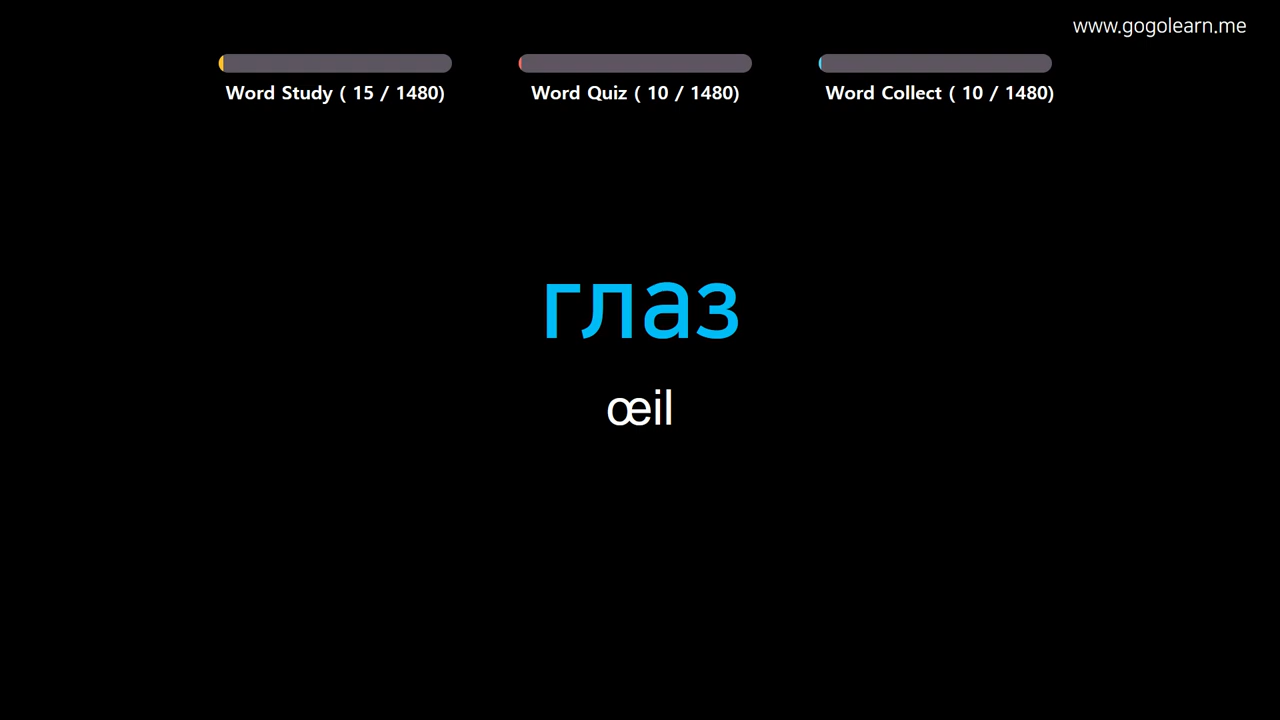 www.gogolearn.me
Word Study ( 15 / 1480)
Word Quiz ( 10 / 1480)
Word Collect ( 10 / 1480)
глаз
œil